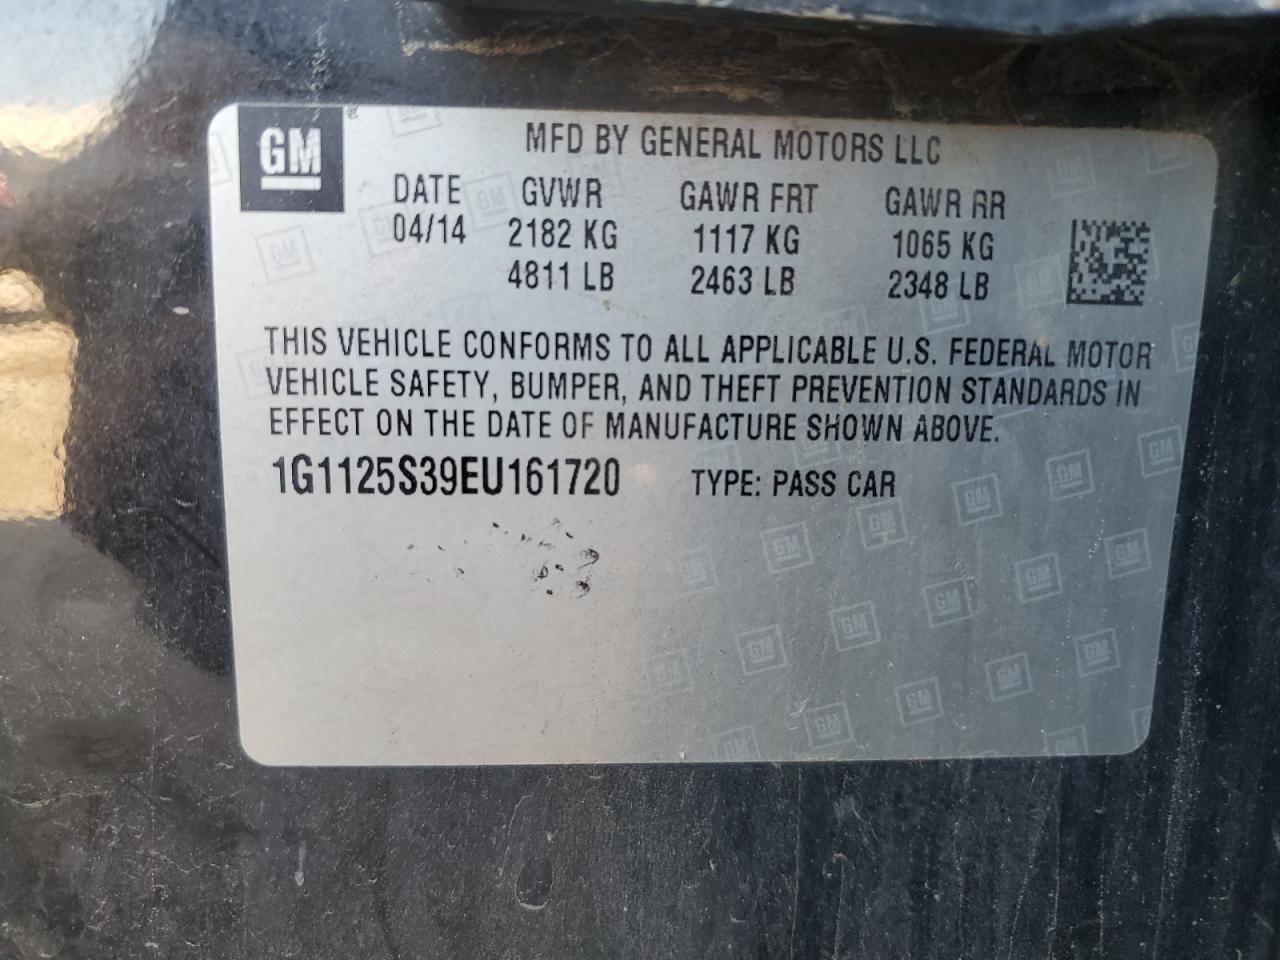 GM
MFD BY GENERAL MOTORS LLC
DATE GVWR GAWR FRT GAWR RR
04/14 2182 KG 1117 KG 1065 KG
4811 LB 2463 LB 2348 LB
THIS VEHICLE CONFORMS TO ALL APPLICABLE U.S. FEDERAL MOTOR
VEHICLE SAFETY, BUMPER, AND THEFT PREVENTION STANDARDS IN
EFFECT ON THE DATE OF MANUFACTURE SHOWN ABOVE.
1G1125S39EU161720 TYPE: PASS CAR